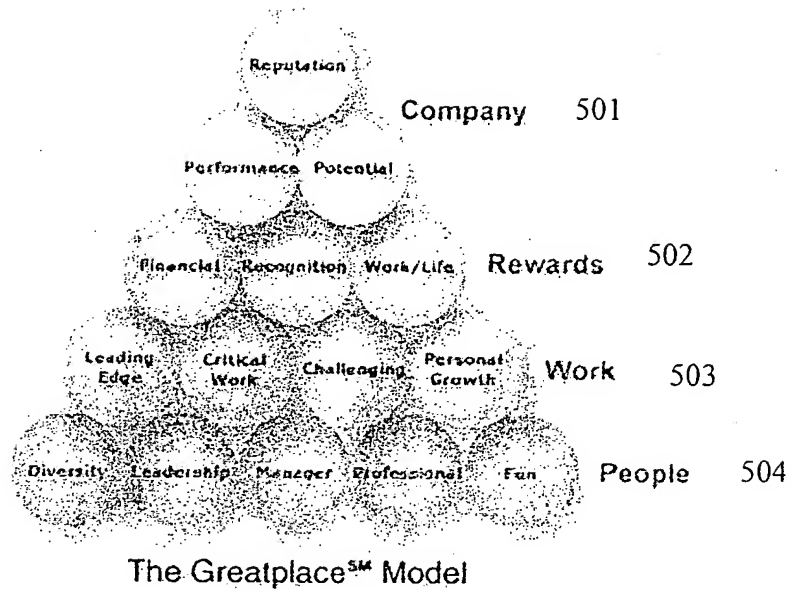 Reputation
Company 501
Performance Potential
Financial Recognition Work/Life Rewards 502
Leading Edge Critical Work Challenging Personal Growth Work 503
Diversity Leadership Manager Professional Fun People 504
The Greatplace℠ Model